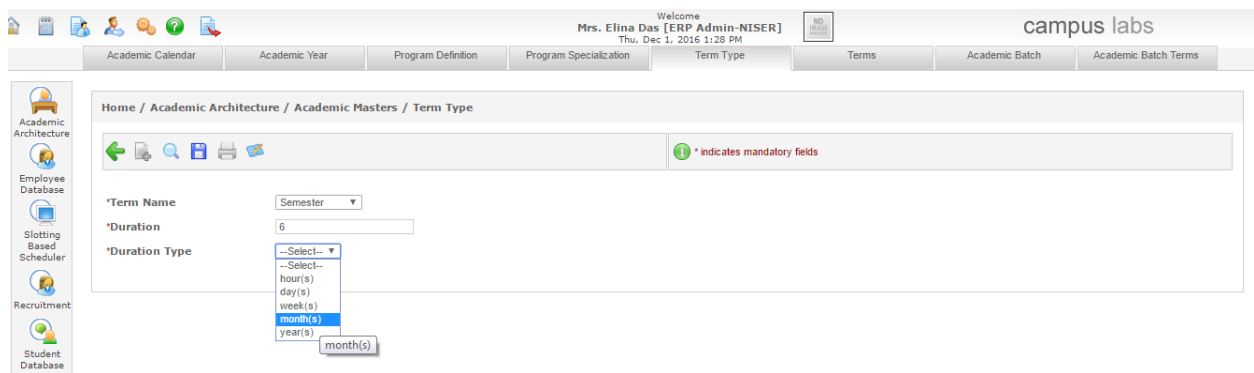 Welcome
Mrs. Elina Das [ERP Admin-NISER]
Thu, Dec 1, 2016 1:28 PM
NO IMAGE
campus labs
Academic Calendar
Academic Year
Program Definition
Program Specialization
Term Type
Terms
Academic Batch
Academic Batch Terms
Academic
Architecture
Employee
Database
Slotting
Based
Scheduler
Recruitment
Student
Database
Home / Academic Architecture / Academic Masters / Term Type
* indicates mandatory fields
*Term Name Semester
*Duration 6
*Duration Type --Select--
--Select--
hour(s)
day(s)
week(s)
month(s)
year(s)
month(s)